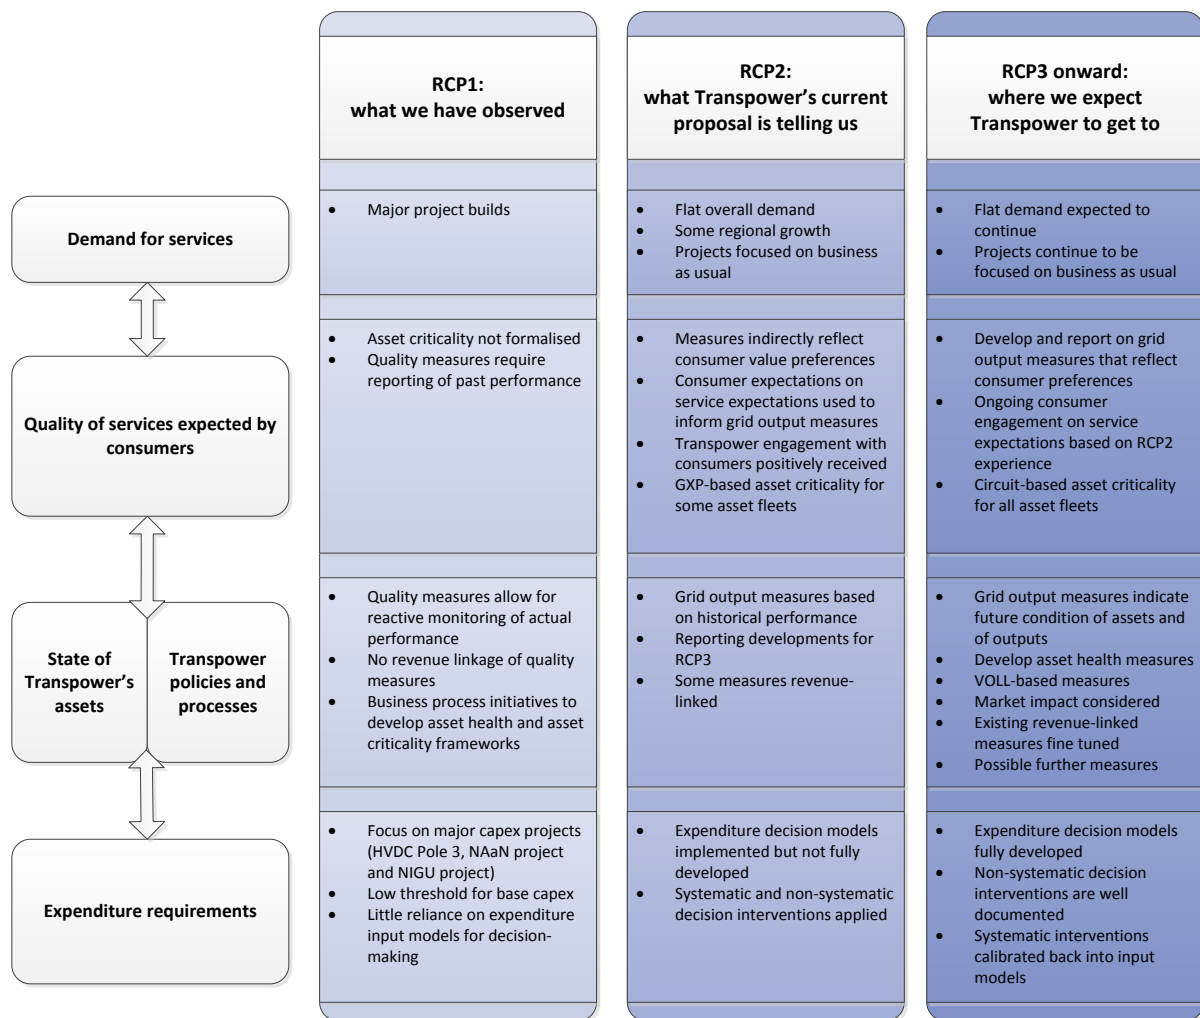 RCP1:
what we have observed
RCP2:
what Transpower's current
proposal is telling us
RCP3 onward:
where we expect
Transpower to get to
Demand for services
• Major project builds
• Flat overall demand
• Some regional growth
• Projects focused on business
as usual
• Flat demand expected to
continue
• Projects continue to be
focused on business as usual
Quality of services expected by
consumers
• Asset criticality not formalised
• Quality measures require
reporting of past performance
• Measures indirectly reflect
consumer value preferences
• Consumer expectations on
service expectations used to
inform grid output measures
• Transpower engagement with
consumers positively received
• GXP-based asset criticality for
some asset fleets
• Develop and report on grid
output measures that reflect
consumer preferences
• Ongoing consumer
engagement on service
expectations based on RCP2
experience
• Circuit-based asset criticality
for all asset fleets
State of
Transpower's
assets
Transpower
policies and
processes
• Quality measures allow for
reactive monitoring of actual
performance
• No revenue linkage of quality
measures
• Business process initiatives to
develop asset health and asset
criticality frameworks
• Grid output measures based
on historical performance
• Reporting developments for
RCP3
• Some measures revenue-
linked
• Grid output measures indicate
future condition of assets and
of outputs
• Develop asset health measures
• VOLL-based measures
• Market impact considered
• Existing revenue-linked
measures fine tuned
• Possible further measures
Expenditure requirements
• Focus on major capex projects
(HVDC Pole 3, NAaN project
and NIGU project)
• Low threshold for base capex
• Little reliance on expenditure
input models for decision-
making
• Expenditure decision models
implemented but not fully
developed
• Systematic and non-systematic
decision interventions applied
• Expenditure decision models
fully developed
• Non-systematic decision
interventions are well
documented
• Systematic interventions
calibrated back into input
models